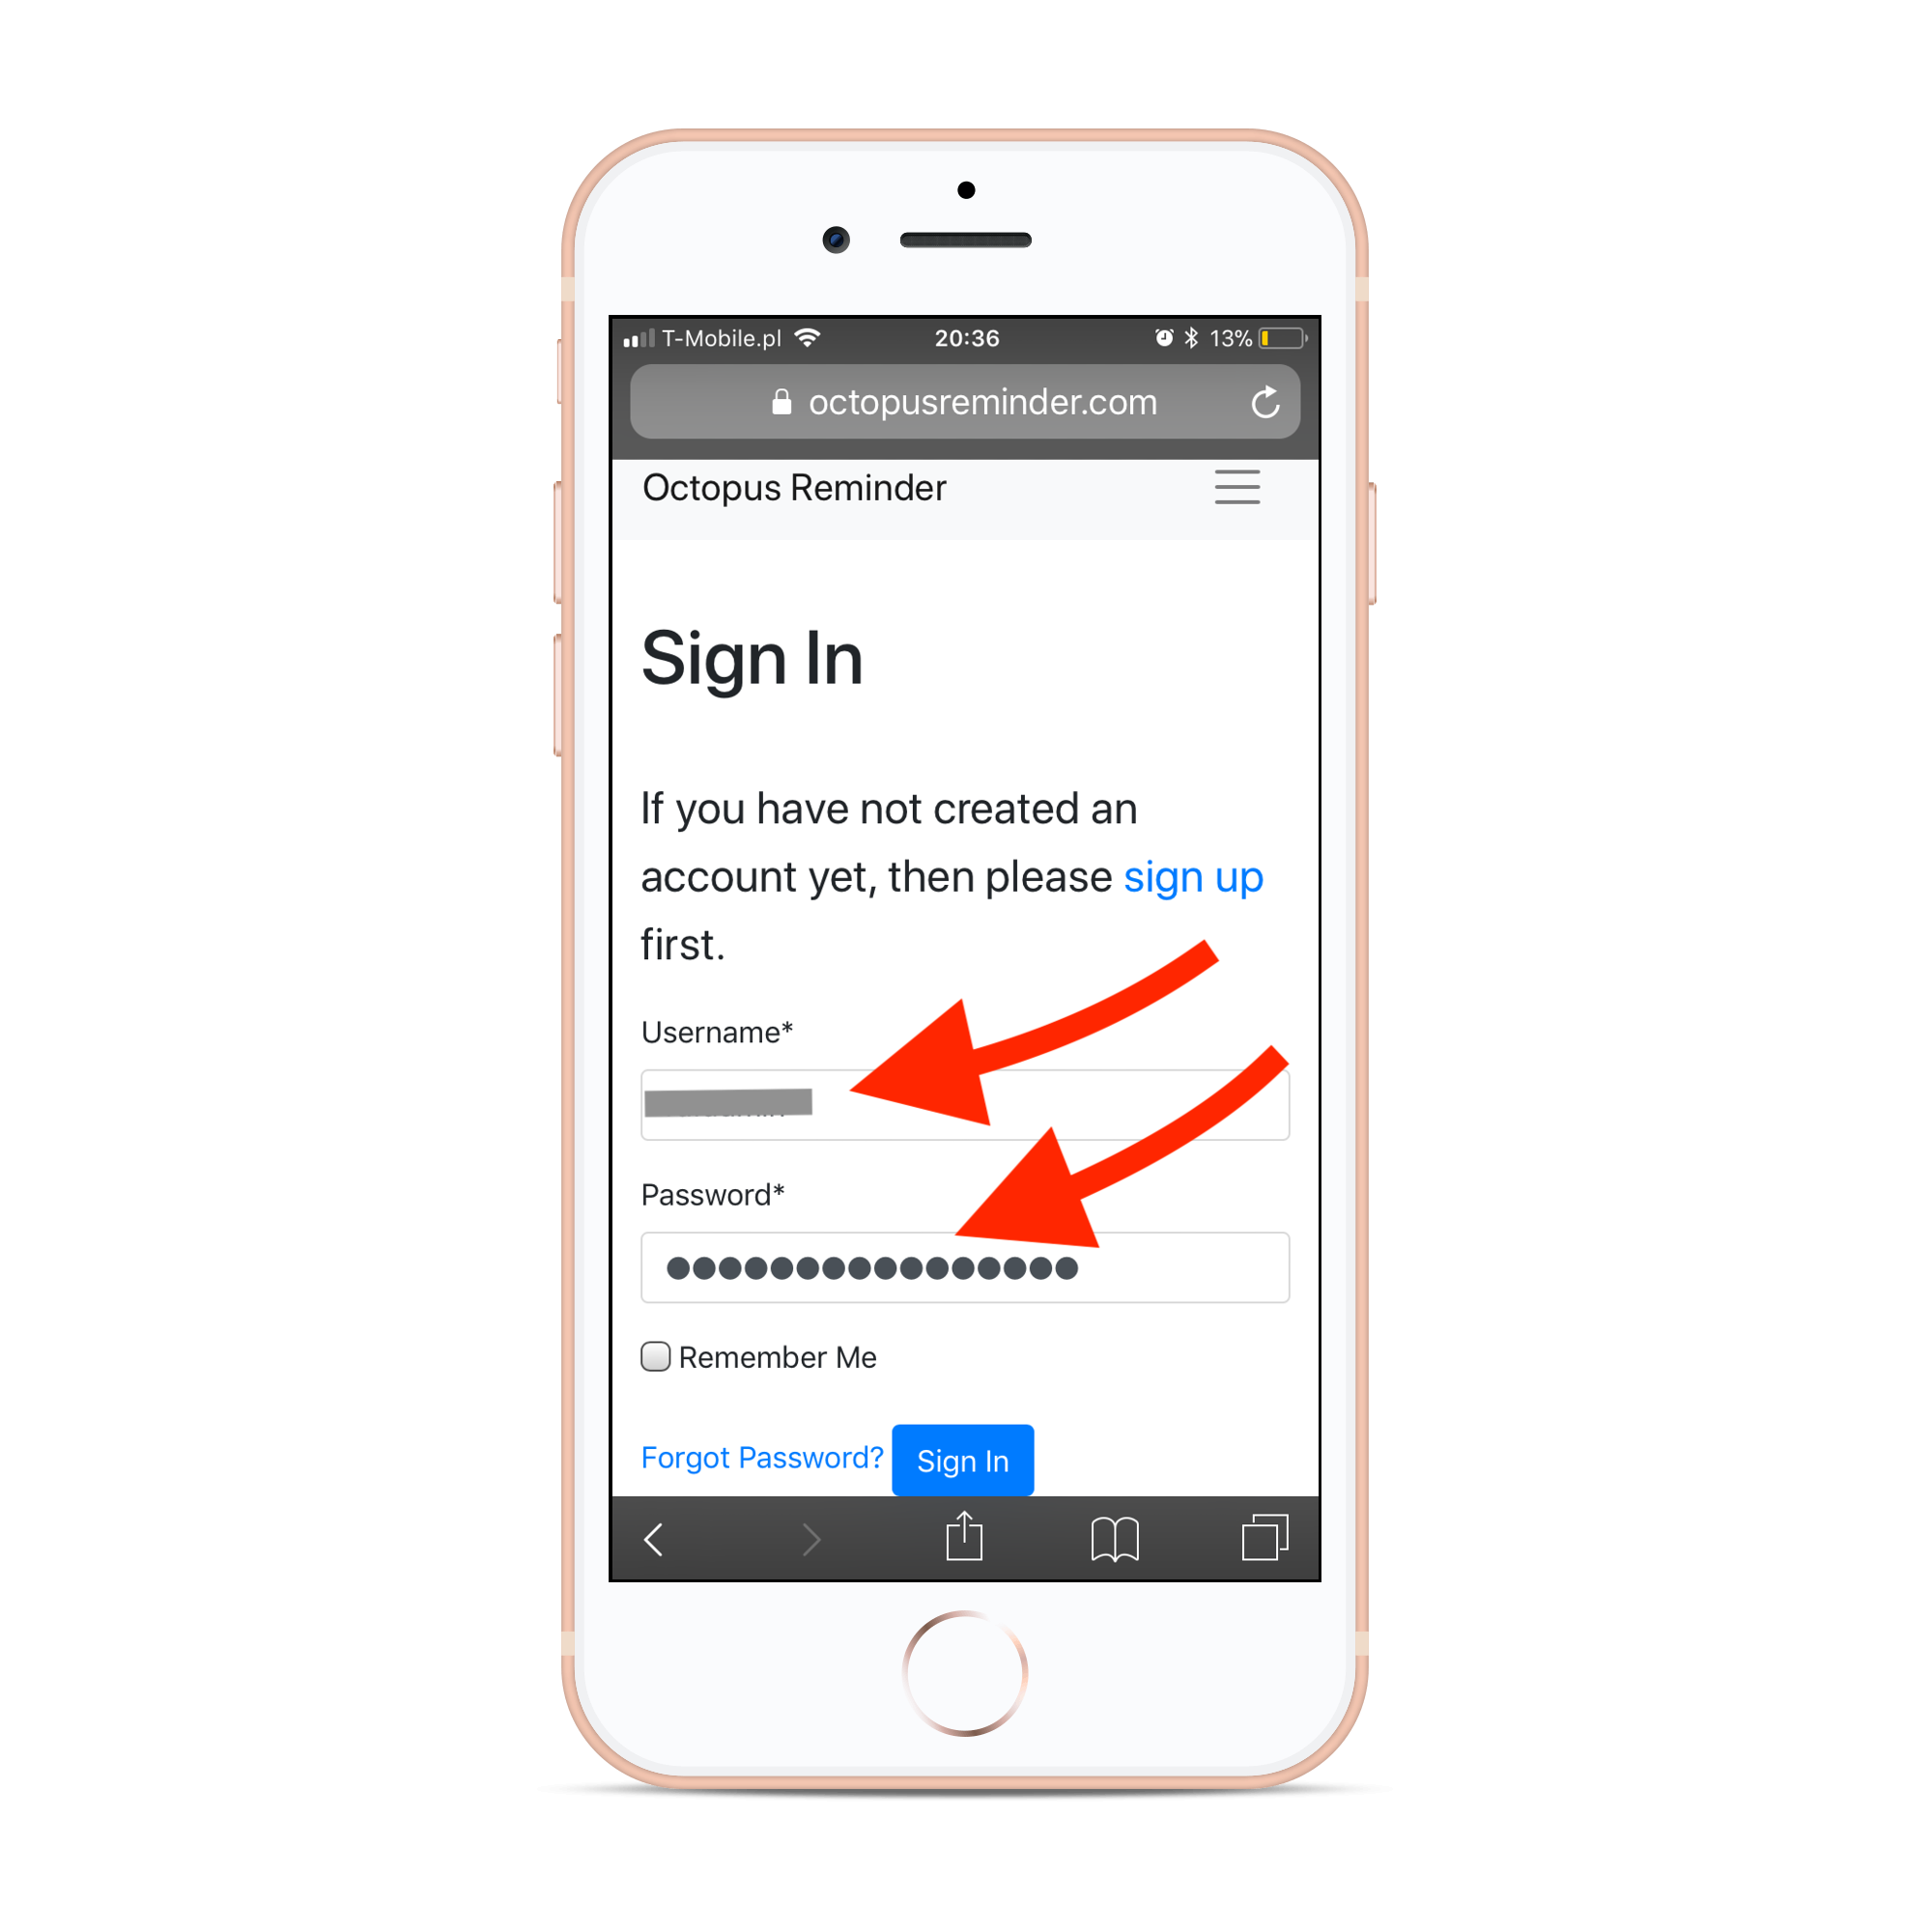 T-Mobile.pl 20:36 13%
octopusreminder.com
Octopus Reminder
Sign In
If you have not created an
account yet, then please sign up
first.
Username*
Password*
Remember Me
Forgot Password? Sign In